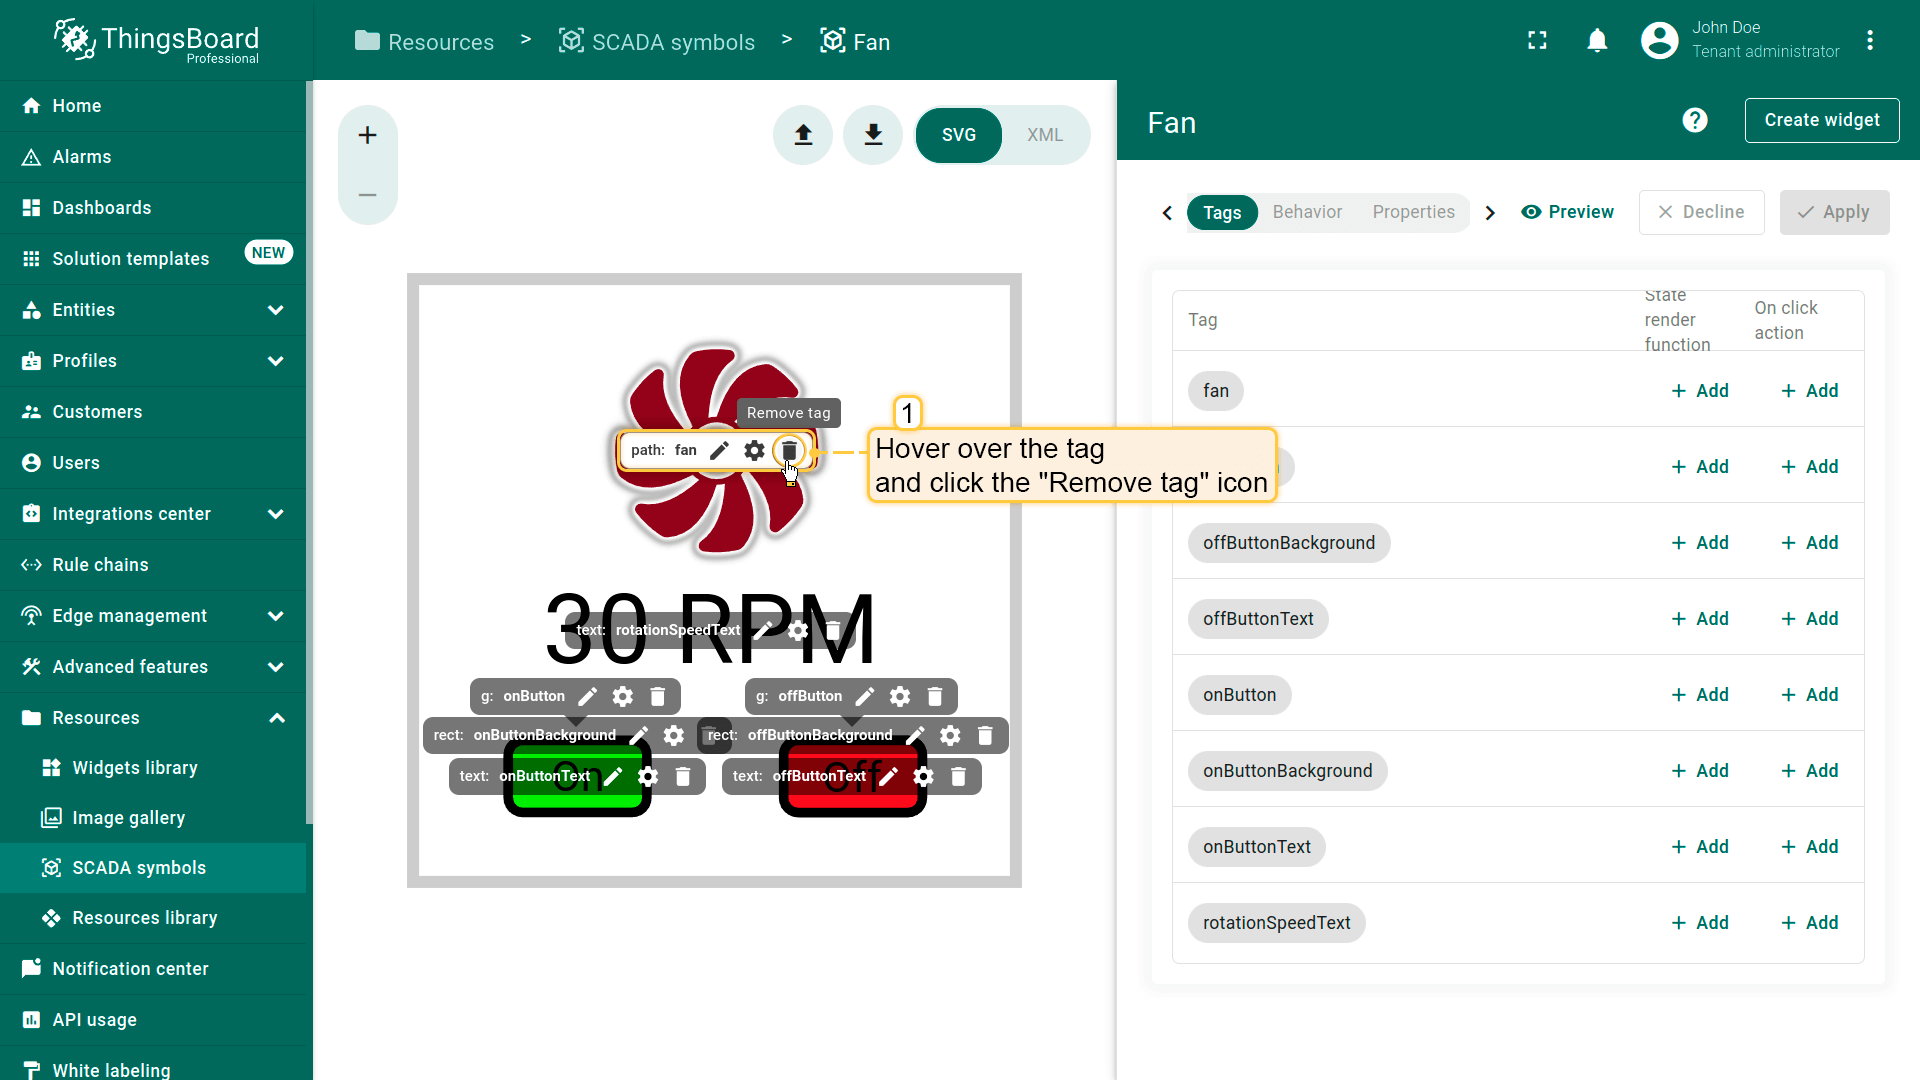 ThingsBoard
Professional
Resources > SCADA symbols > Fan
John Doe
Tenant administrator
Home
Alarms
Dashboards
Solution templates
NEW
Entities
Profiles
Customers
Users
Integrations center
Rule chains
Edge management
Advanced features
Resources
Widgets library
Image gallery
SCADA symbols
Resources library
Notification center
API usage
White labeling
+
−
SVG
XML
Remove tag
path: fan
1
Hover over the tag
and click the "Remove tag" icon
30 RPM
text: rotationSpeedText
g: onButton
g: offButton
rect: onButtonBackground
rect: offButtonBackground
On
text: onButtonText
Off
text: offButtonText
Fan
?
Create widget
Tags
Behavior
Properties
Preview
Decline
Apply
Tag
State
render
function
On click
action
fan
+ Add
+ Add
+ Add
+ Add
offButtonBackground
+ Add
+ Add
offButtonText
+ Add
+ Add
onButton
+ Add
+ Add
onButtonBackground
+ Add
+ Add
onButtonText
+ Add
+ Add
rotationSpeedText
+ Add
+ Add